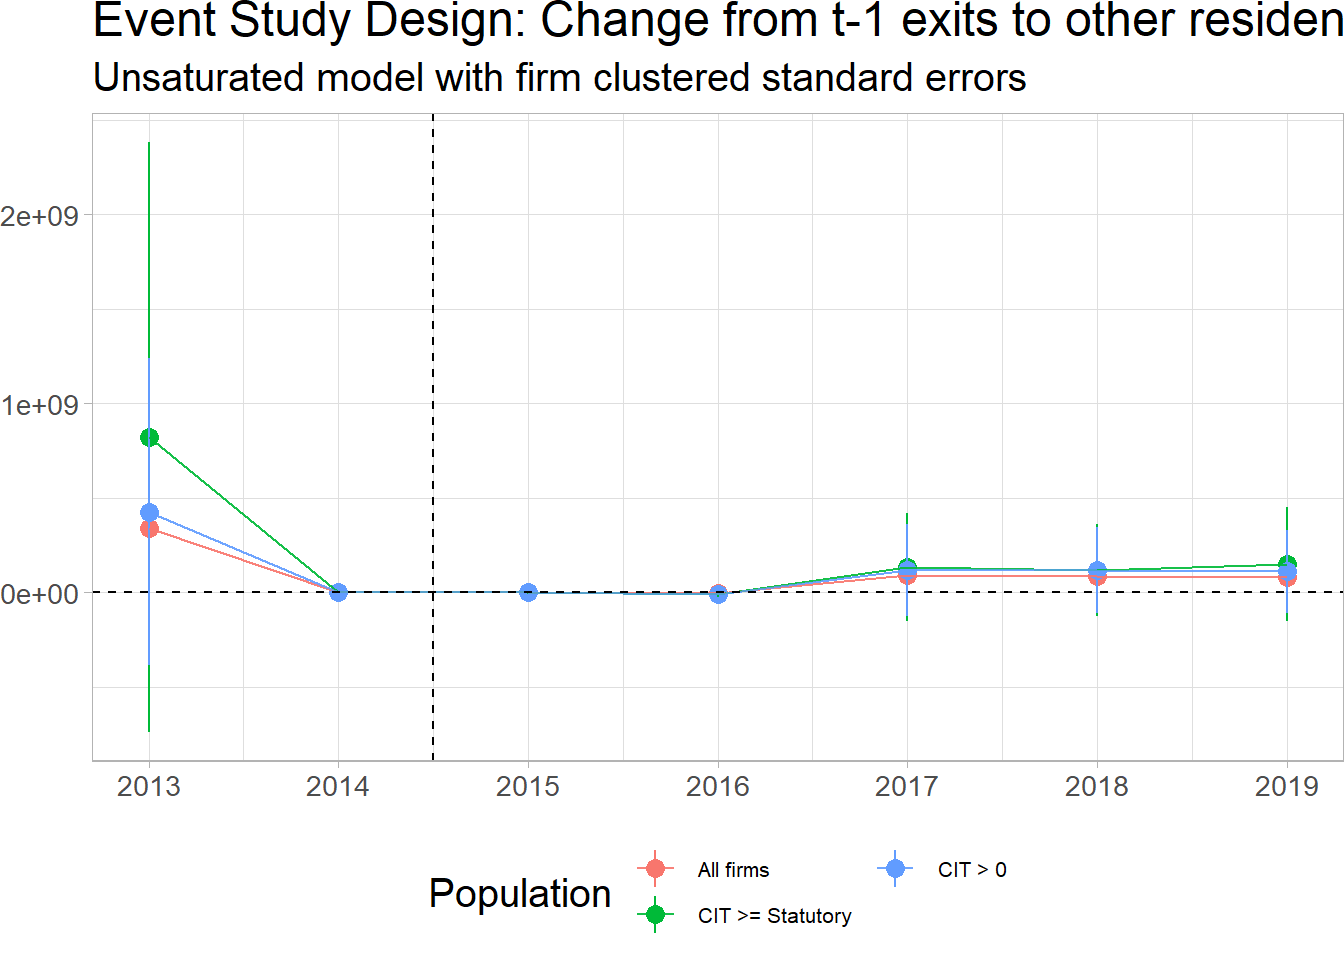 Event Study Design: Change from t-1 exits to other residen
Unsaturated model with firm clustered standard errors
2e+09
1e+09
0e+00
2013 2014 2015 2016 2017 2018 2019
Population
All firms
CIT > 0
CIT >= Statutory